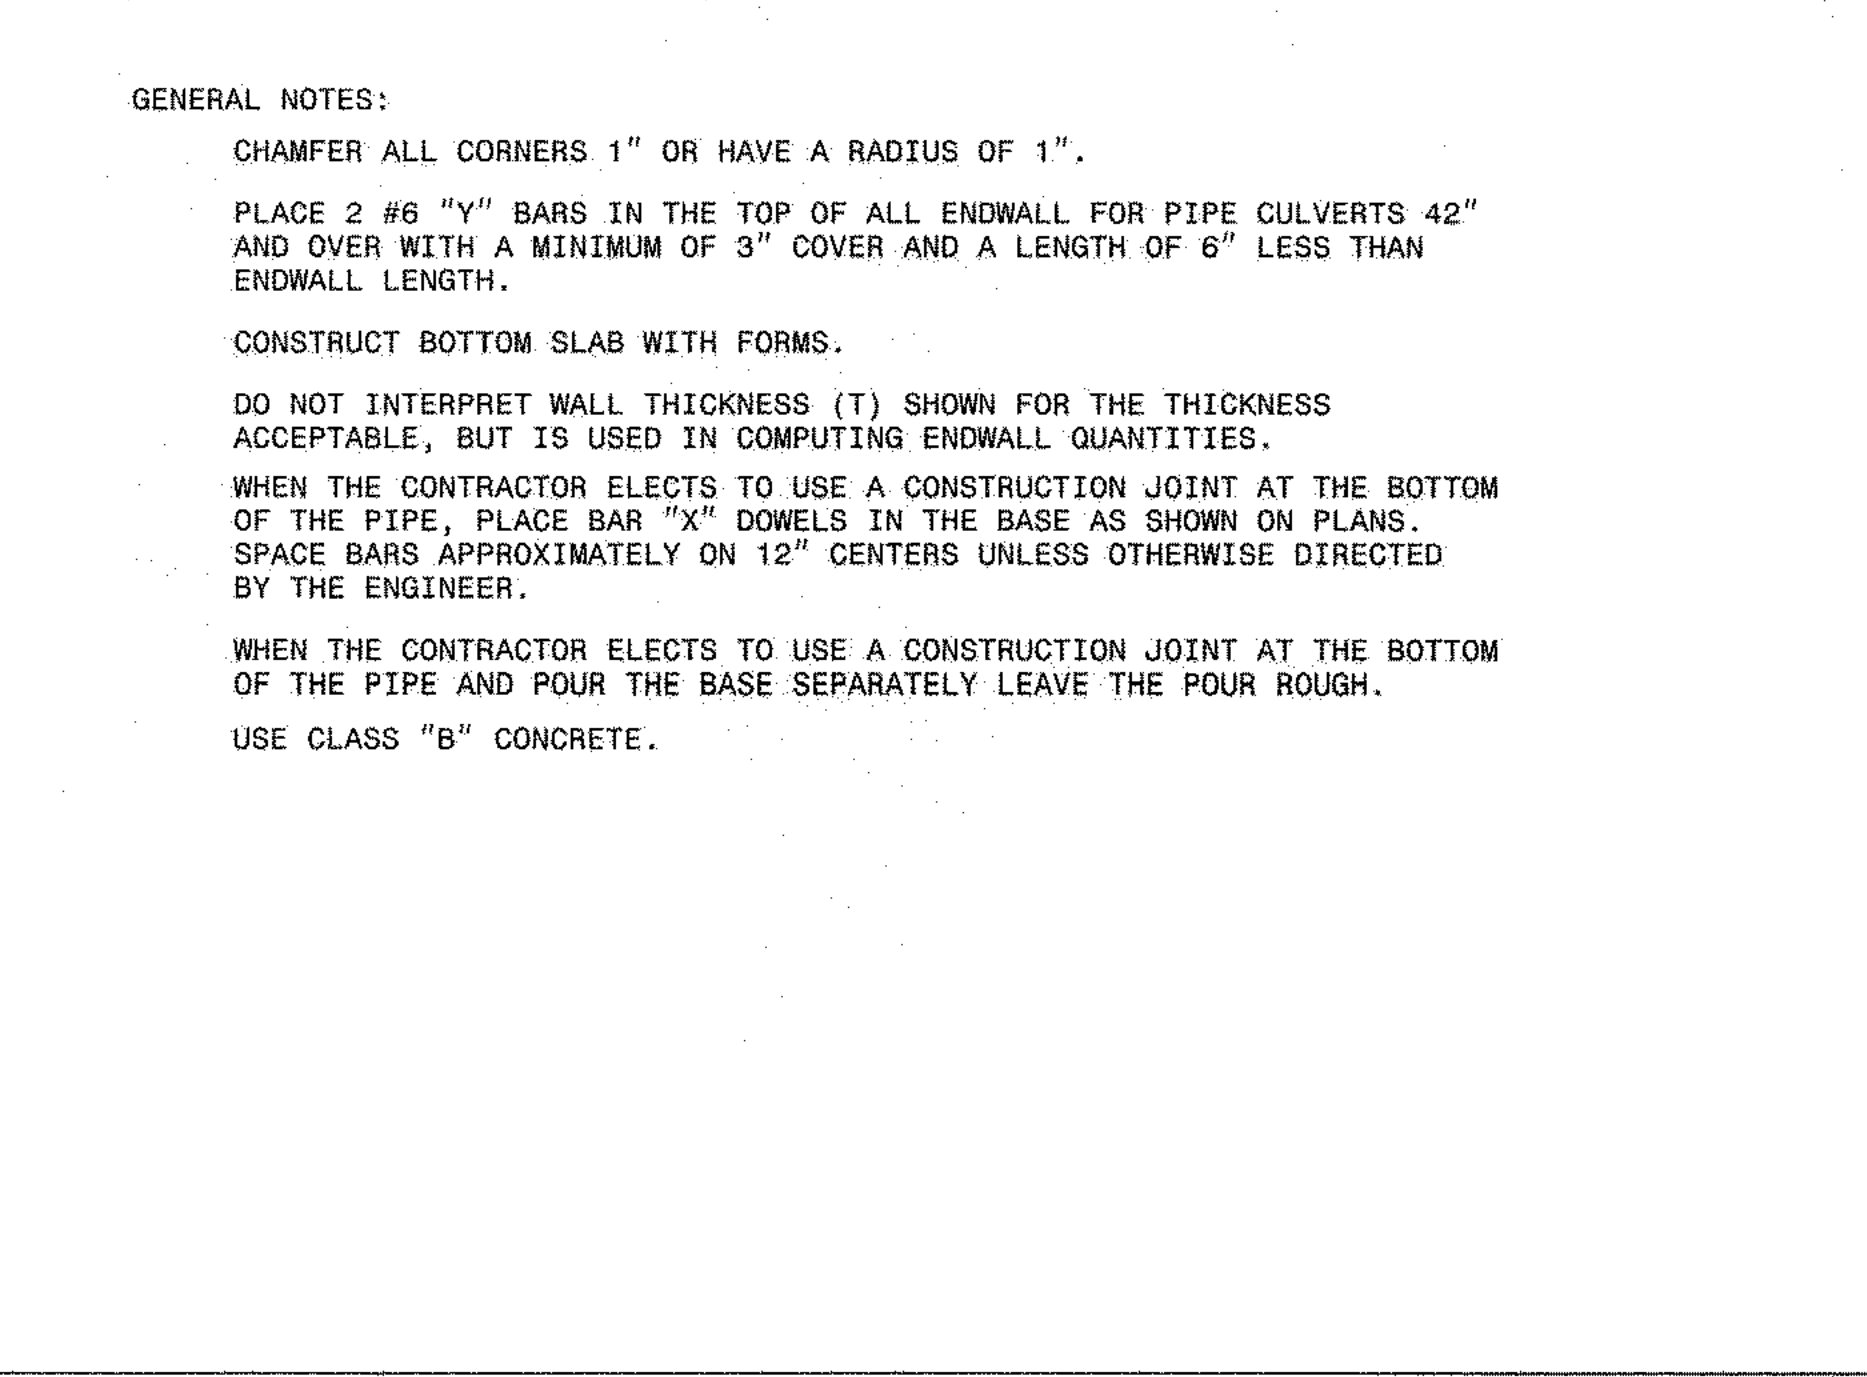 GENERAL NOTES:
CHAMFER ALL CORNERS 1" OR HAVE A RADIUS OF 1".
PLACE 2 #6 "Y" BARS IN THE TOP OF ALL ENDWALL FOR PIPE CULVERTS 42"
AND OVER WITH A MINIMUM OF 3" COVER AND A LENGTH OF 6" LESS THAN
ENDWALL LENGTH.
CONSTRUCT BOTTOM SLAB WITH FORMS.
DO NOT INTERPRET WALL THICKNESS (T) SHOWN FOR THE THICKNESS
ACCEPTABLE, BUT IS USED IN COMPUTING ENDWALL QUANTITIES.
WHEN THE CONTRACTOR ELECTS TO USE A CONSTRUCTION JOINT AT THE BOTTOM
OF THE PIPE, PLACE BAR "X" DOWELS IN THE BASE AS SHOWN ON PLANS.
SPACE BARS APPROXIMATELY ON 12" CENTERS UNLESS OTHERWISE DIRECTED
BY THE ENGINEER.
WHEN THE CONTRACTOR ELECTS TO USE A CONSTRUCTION JOINT AT THE BOTTOM
OF THE PIPE AND POUR THE BASE SEPARATELY LEAVE THE POUR ROUGH.
USE CLASS "B" CONCRETE.